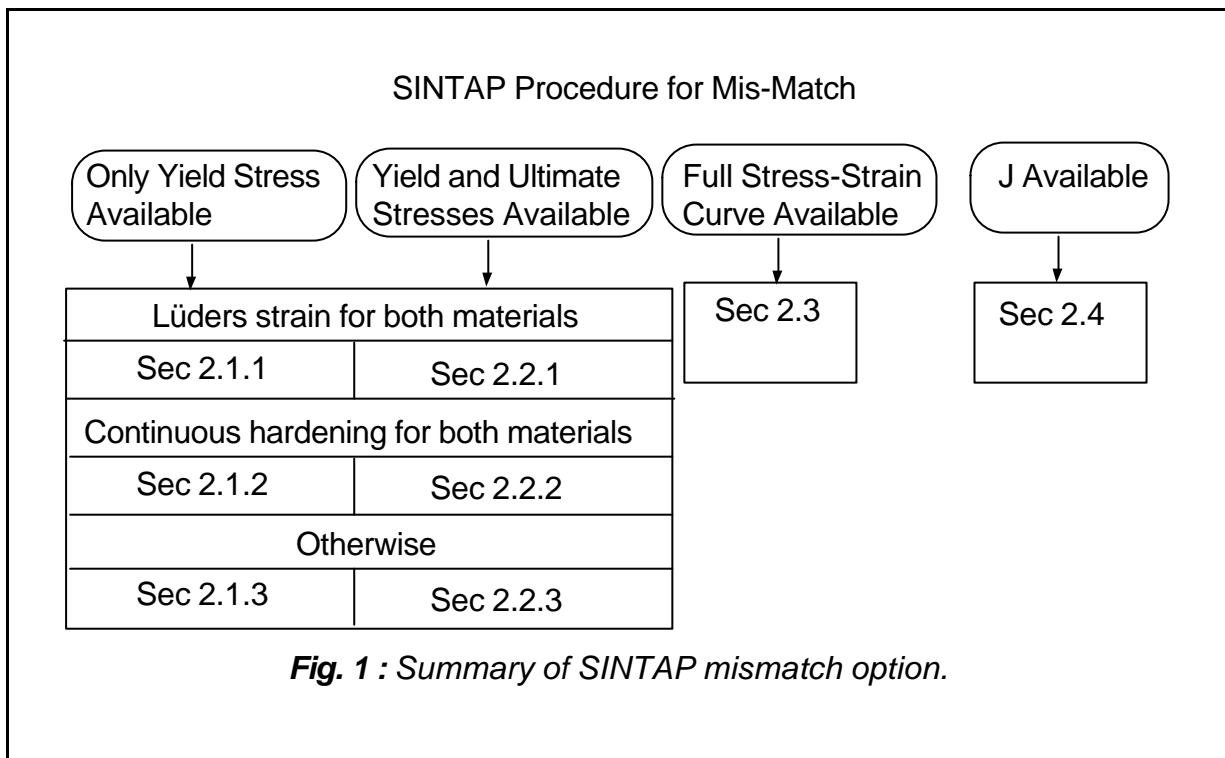 SINTAP Procedure for Mis-Match
Only Yield Stress
Available
Yield and Ultimate
Stresses Available
Full Stress-Strain
Curve Available
J Available
Lüders strain for both materials
Sec 2.1.1
Sec 2.2.1
Continuous hardening for both materials
Sec 2.1.2
Sec 2.2.2
Otherwise
Sec 2.1.3
Sec 2.2.3
Sec 2.3
Sec 2.4
Fig. 1 : Summary of SINTAP mismatch option.